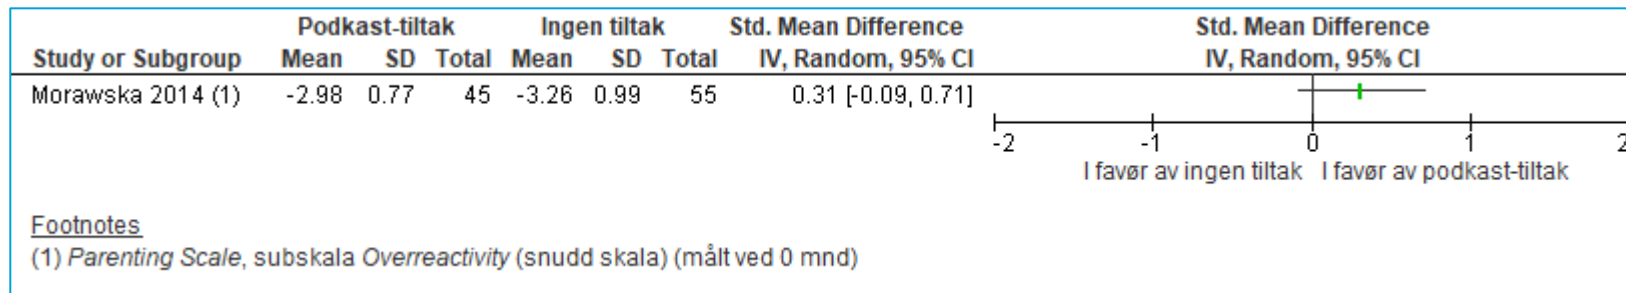 Podkast-tiltak Ingen tiltak Std. Mean Difference Std. Mean Difference
Study or Subgroup Mean SD Total Mean SD Total IV, Random, 95% CI IV, Random, 95% CI
Morawska 2014 (1) -2.98 0.77 45 -3.26 0.99 55 0.31 [-0.09, 0.71]
-2 -1 0 1 2
I favør av ingen tiltak I favør av podkast-tiltak
Footnotes
(1) Parenting Scale, subskala Overreactivity (snudd skala) (målt ved 0 mnd)